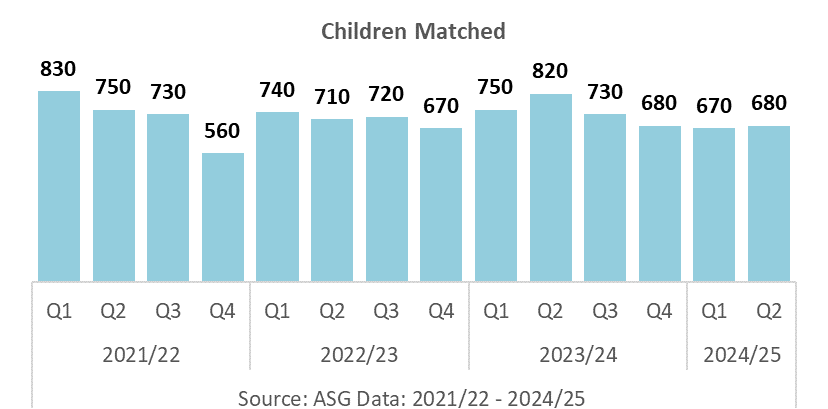 Children Matched
830 750 730 560 740 710 720 670 750 820 730 680 670 680
Q1 Q2 Q3 Q4 Q1 Q2 Q3 Q4 Q1 Q2 Q3 Q4 Q1 Q2
2021/22 2022/23 2023/24 2024/25
Source: ASG Data: 2021/22 - 2024/25